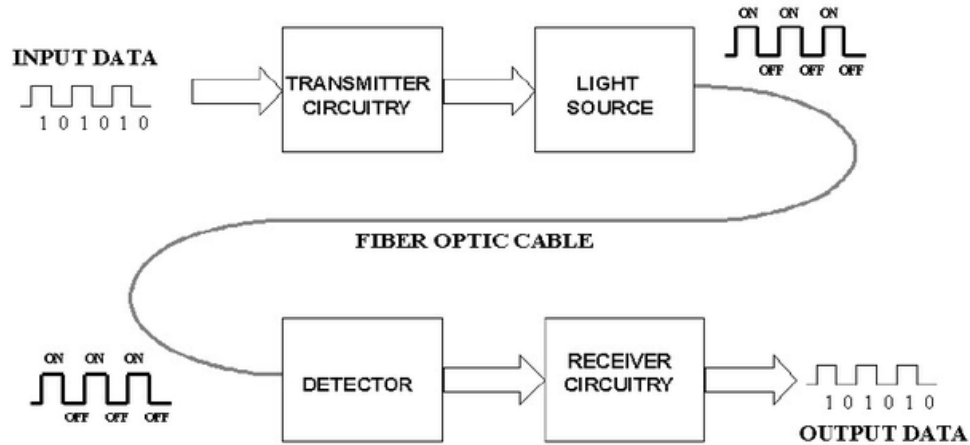 ON ON ON
OFF OFF OFF
INPUT DATA
1 0 1 0 1 0
TRANSMITTER
CIRCUITRY
LIGHT
SOURCE
FIBER OPTIC CABLE
ON ON ON
OFF OFF OFF
DETECTOR
RECEIVER
CIRCUITRY
1 0 1 0 1 0
OUTPUT DATA